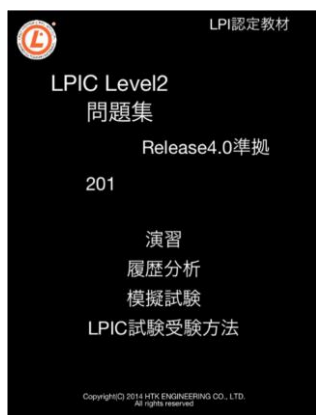 LPI認定教材
LPIC Level2
問題集
Release4.0準拠
201
演習
履歴分析
模擬試験
LPIC試験受験方法
Copyright(C) 2014 HTK ENGINEERING CO., LTD.
All rights reserved